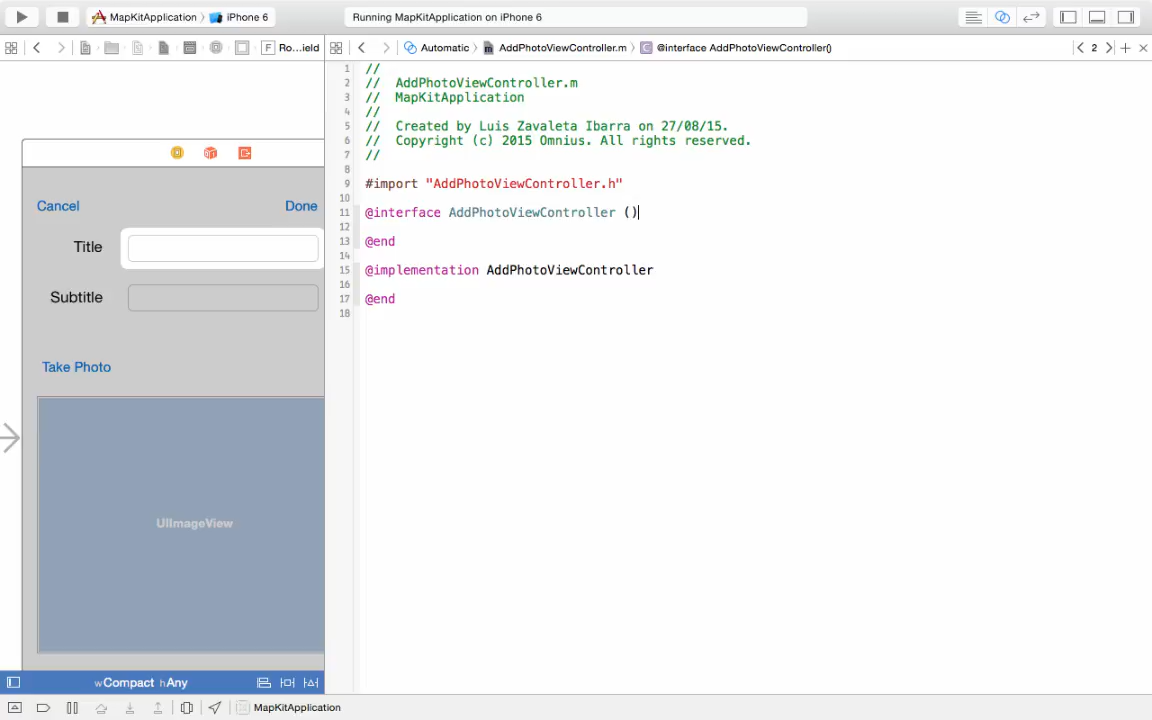 MapKitApplication
iPhone 6
Running MapKitApplication on iPhone 6
F Ro...ield
Automatic
AddPhotoViewController.m
C @interface AddPhotoViewController()
2
Cancel
Done
Title
Subtitle
Take Photo
UIImageView
wCompact hAny
1 //
2 // AddPhotoViewController.m
3 // MapKitApplication
4 //
5 // Created by Luis Zavaleta Ibarra on 27/08/15.
6 // Copyright (c) 2015 Omnius. All rights reserved.
7 //
8
9 #import "AddPhotoViewController.h"
10
11 @interface AddPhotoViewController ()
12
13 @end
14
15 @implementation AddPhotoViewController
16
17 @end
18
MapKitApplication